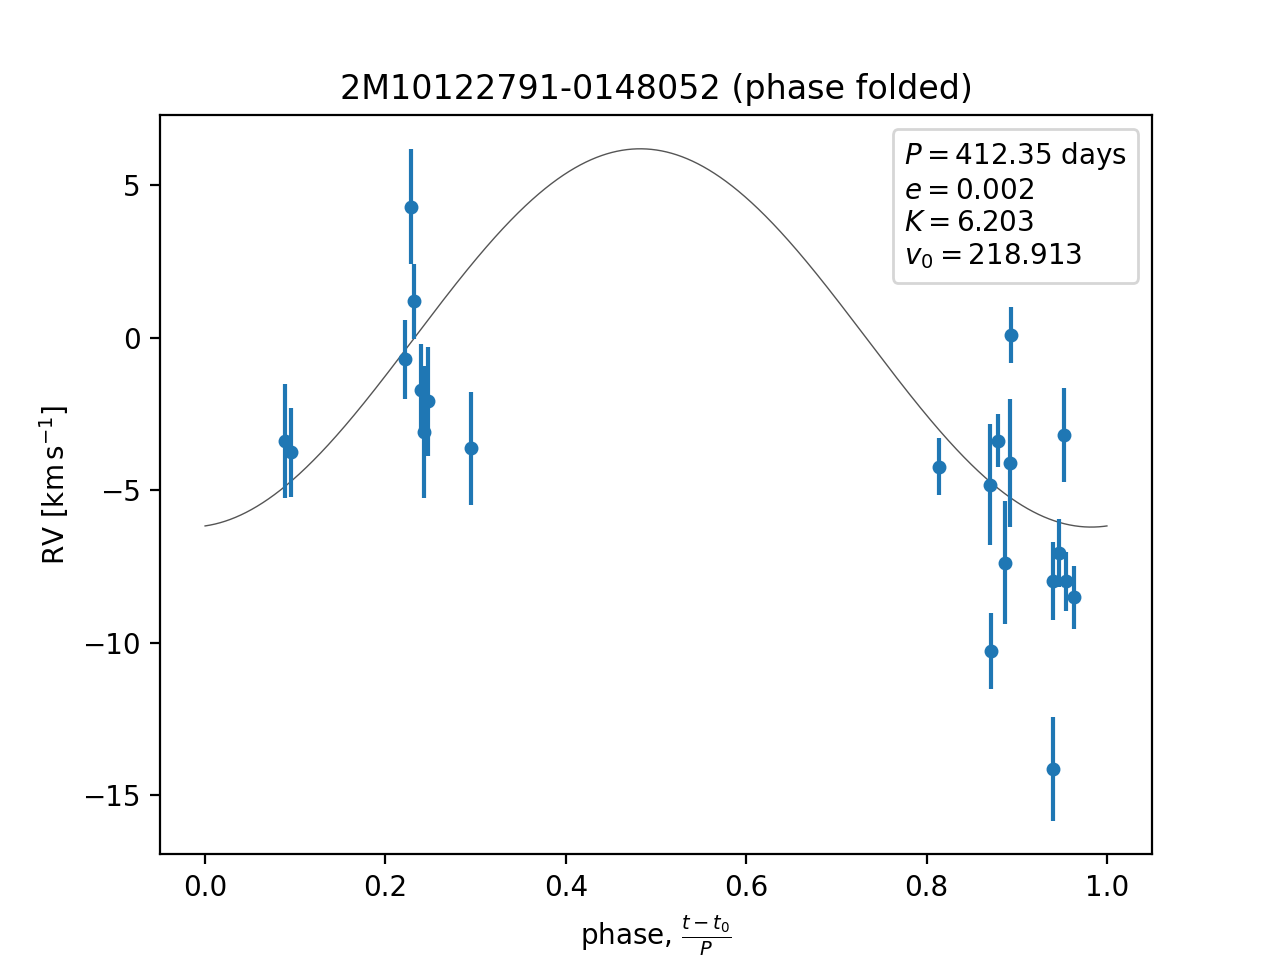 2M10122791-0148052 (phase folded)
P = 412.35 days
e = 0.002
K = 6.203
v₀ = 218.913
RV [km s⁻¹]
5
0
−5
−10
−15
0.0 0.2 0.4 0.6 0.8 1.0
phase, (t − t₀)/P